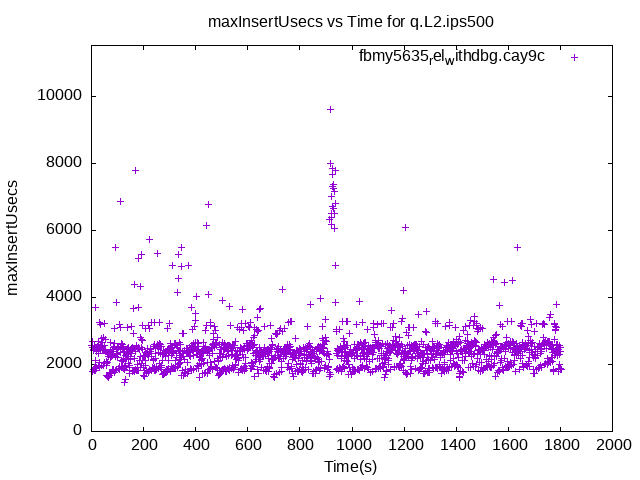 maxInsertUsecs vs Time for q.L2.ips500
fbmy5635relwithdbg.cay9c
maxInsertUsecs
10000
8000
6000
4000
2000
0
0 200 400 600 800 1000 1200 1400 1600 1800 2000
Time(s)